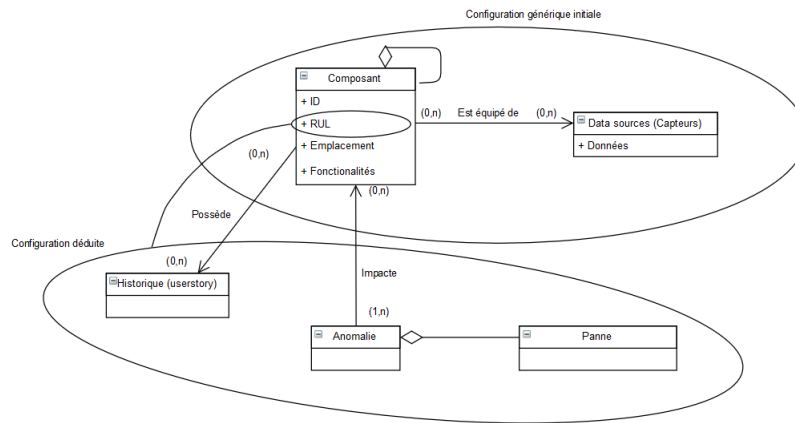 Configuration générique initiale
Composant
+ ID
+ RUL
+ Emplacement
+ Fonctionalités
(0,n)
Est équipé de
(0,n)
Data sources (Capteurs)
+ Données
(0,n)
(0,n)
Possède
Configuration déduite
(0,n)
Historique (userstory)
Impacte
(1,n)
Anomalie
Panne